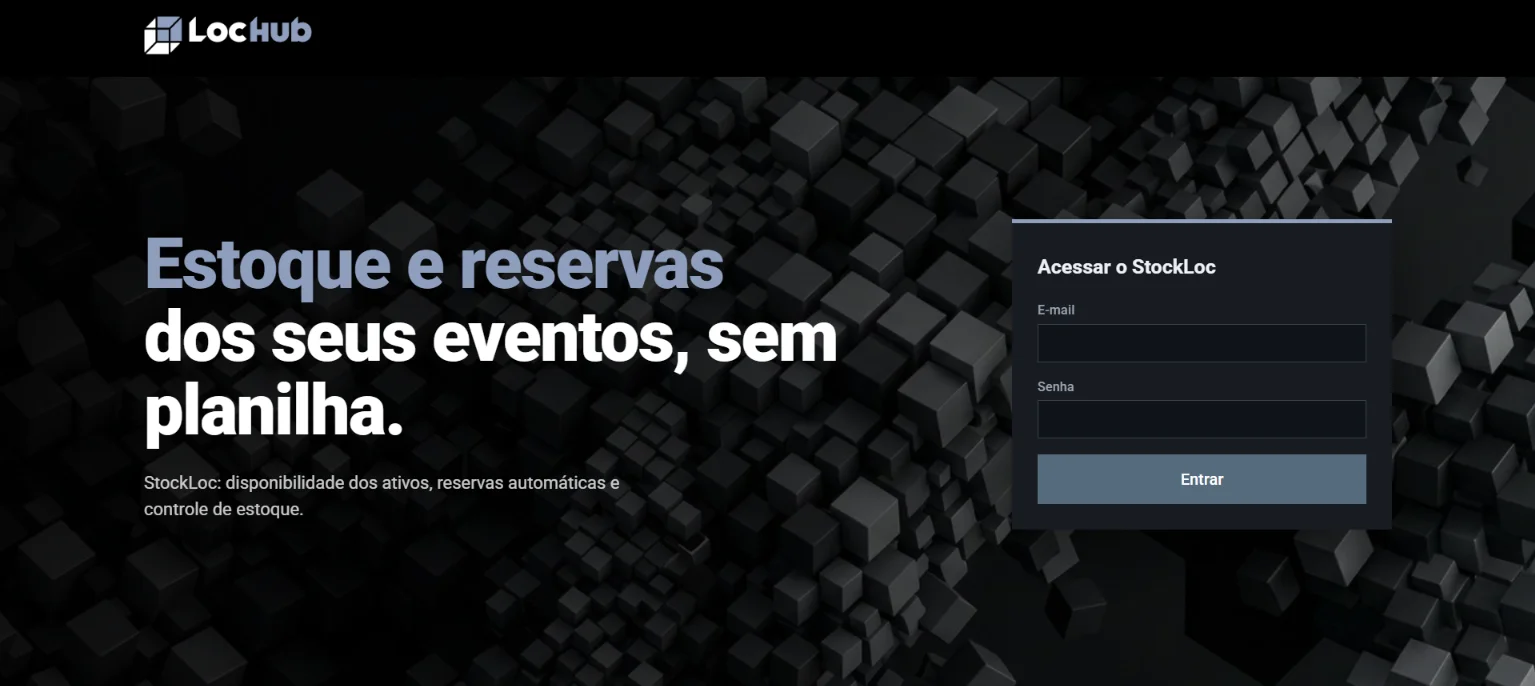 LocHub
Estoque e reservas
dos seus eventos, sem
planilha.
StockLoc: disponibilidade dos ativos, reservas automáticas e
controle de estoque.
Acessar o StockLoc
E-mail
Senha
Entrar